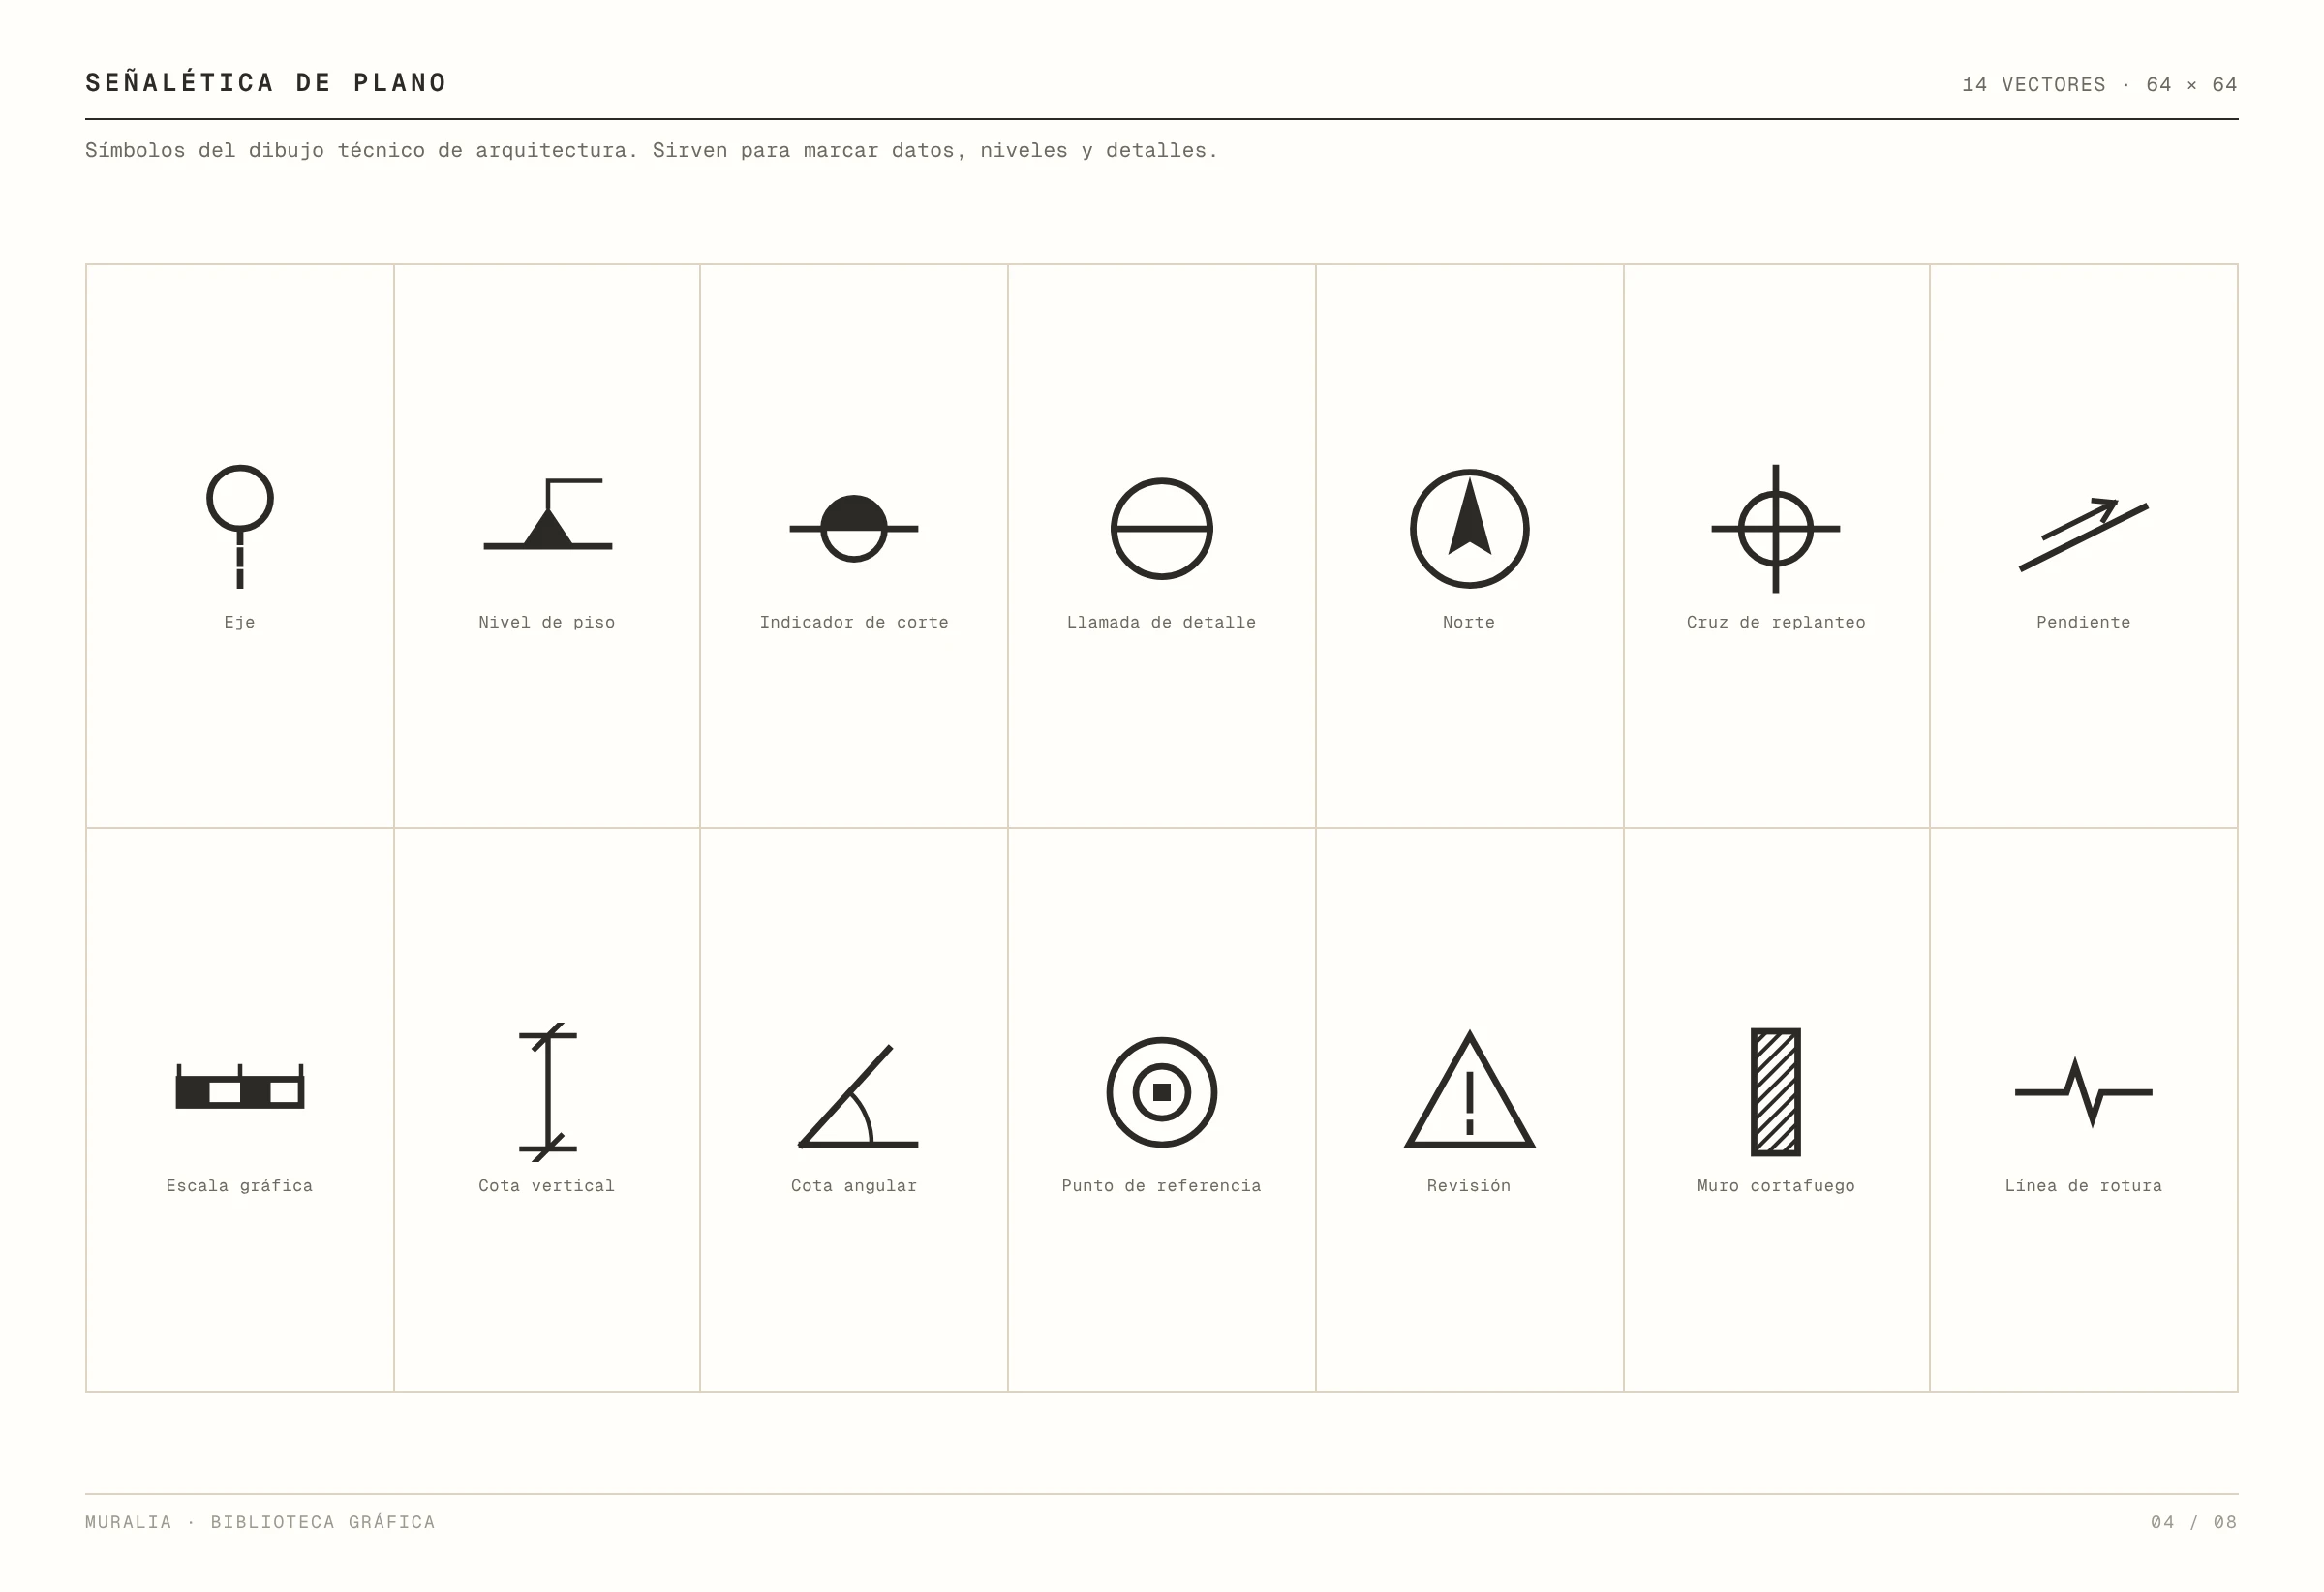 SEÑALÉTICA DE PLANO
14 VECTORES · 64 × 64
Símbolos del dibujo técnico de arquitectura. Sirven para marcar datos, niveles y detalles.
Eje
Nivel de piso
Indicador de corte
Llamada de detalle
Norte
Cruz de replanteo
Pendiente
Escala gráfica
Cota vertical
Cota angular
Punto de referencia
Revisión
Muro cortafuego
Línea de rotura
MURALIA · BIBLIOTECA GRÁFICA
04 / 08